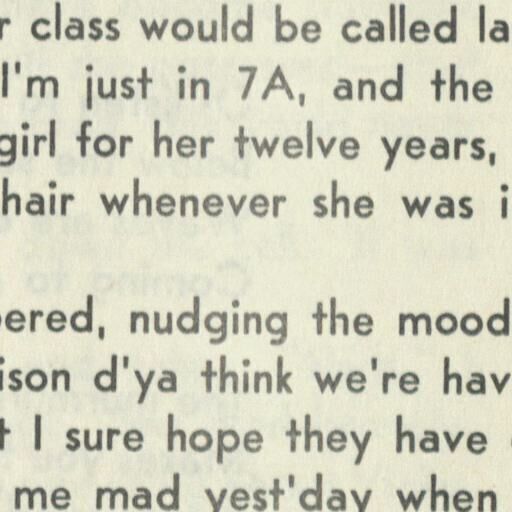 r class would be called la
I'm just in 7A, and the
girl for her twelve years,
hair whenever she was i
ered, nudging the mood
ison d'ya think we're hav
t I sure hope they have
me mad yest'day when